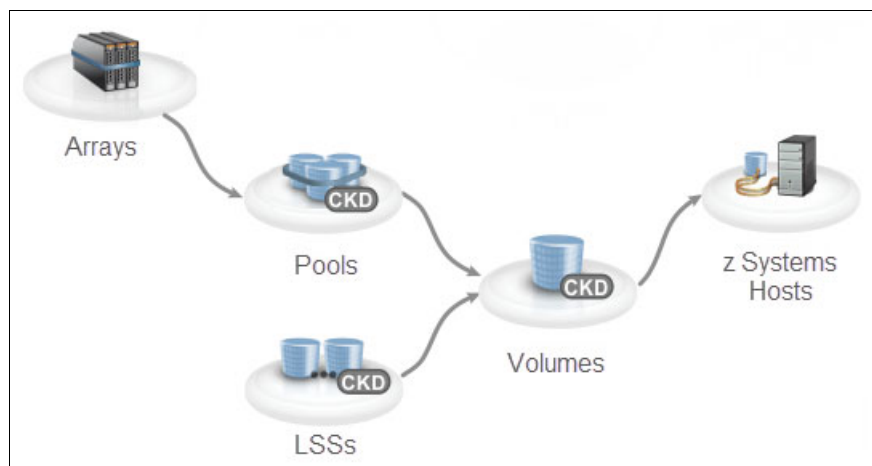 Arrays
CKD
Pools
CKD
z Systems
Hosts
CKD
Volumes
LSSs